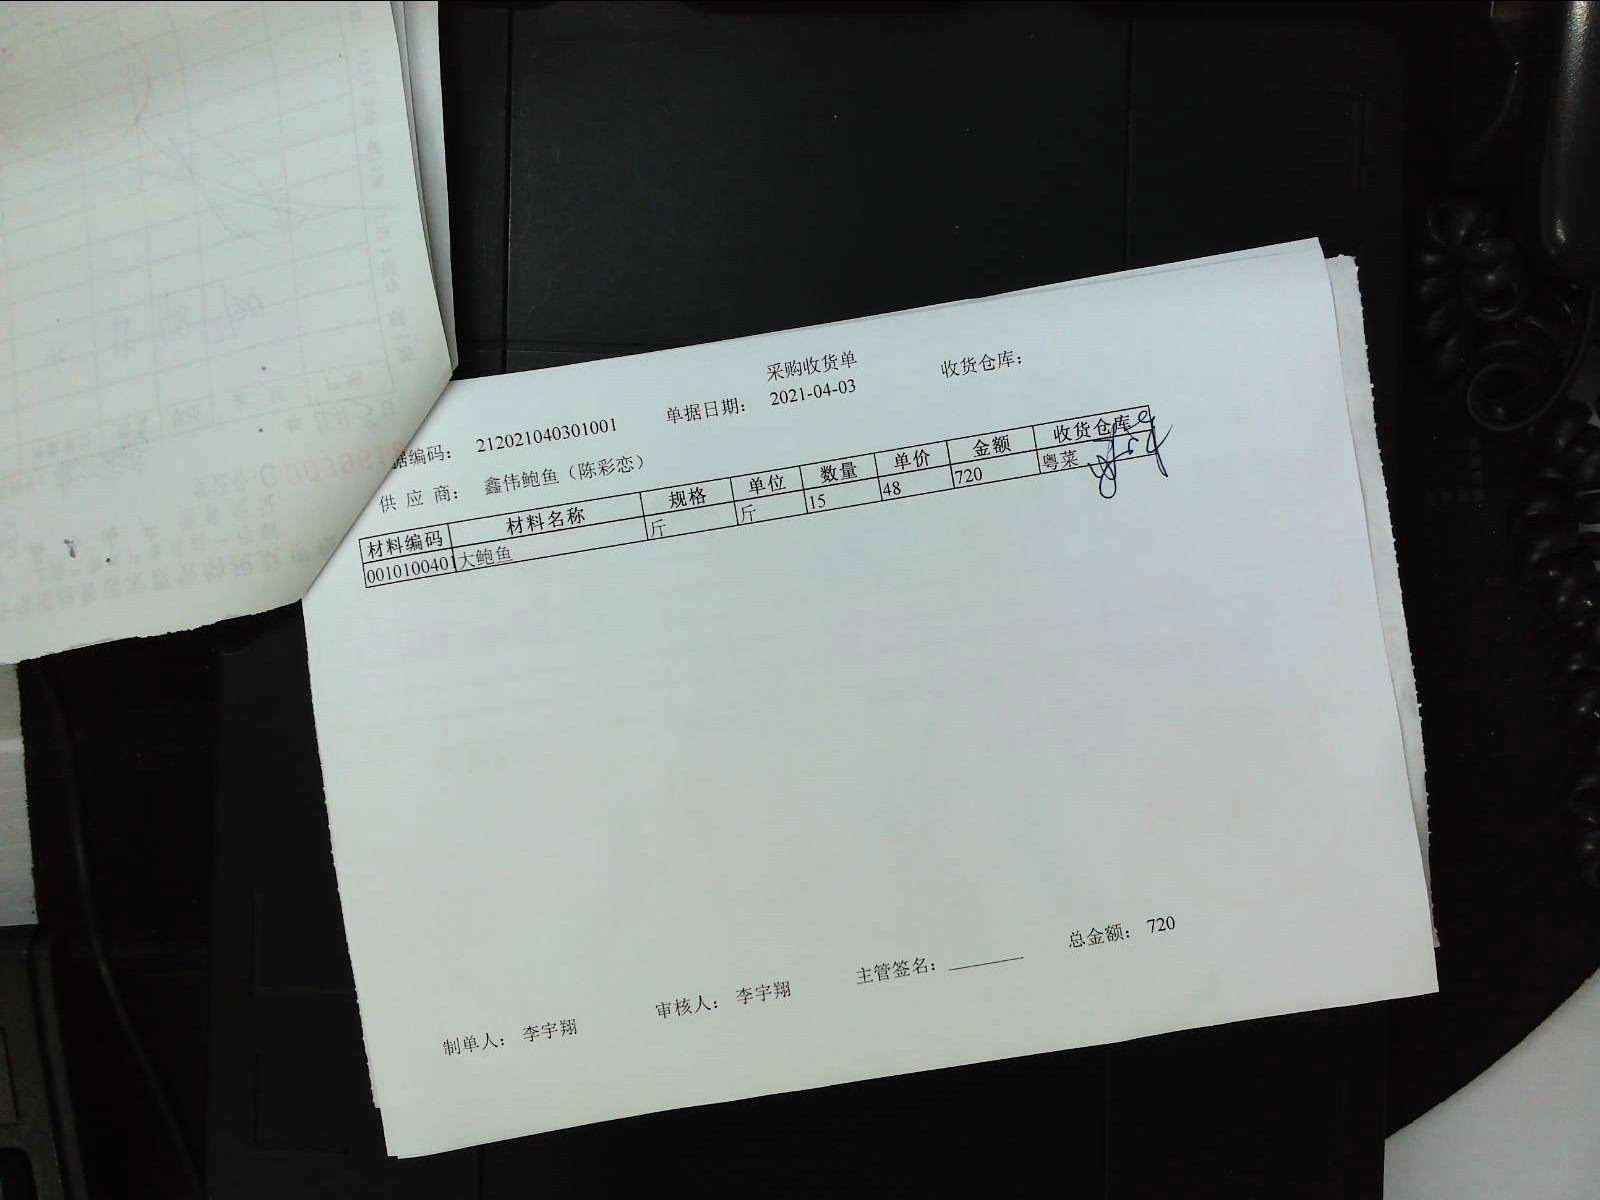 采购收货单
据编码： 212021040301001 单据日期： 2021-04-03 收货仓库：
供 应 商： 鑫伟鲍鱼（陈彩恋）
材料编码 材料名称 规格 单位 数量 单价 金额 收货仓库
0010100401 大鲍鱼 斤 斤 15 48 720 粤菜
总金额： 720
制单人： 李宇翔 审核人： 李宇翔 主管签名：